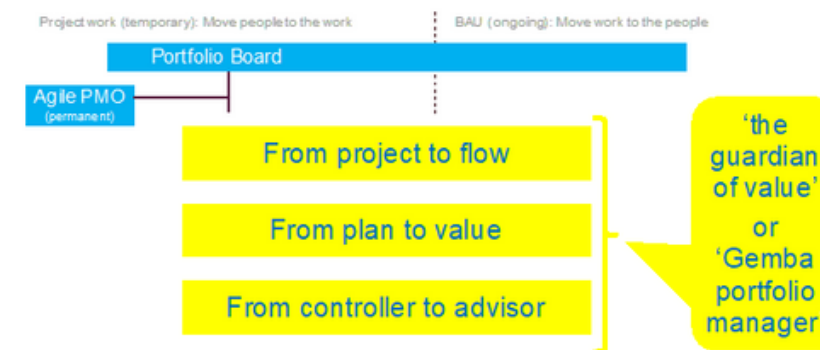 Project work (temporary): Move people to the work
BAU (ongoing): Move work to the people
Portfolio Board
Agile PMO
(permanent)
From project to flow
From plan to value
From controller to advisor
‘the
guardian
of value’
or
‘Gemba
portfolio
manager